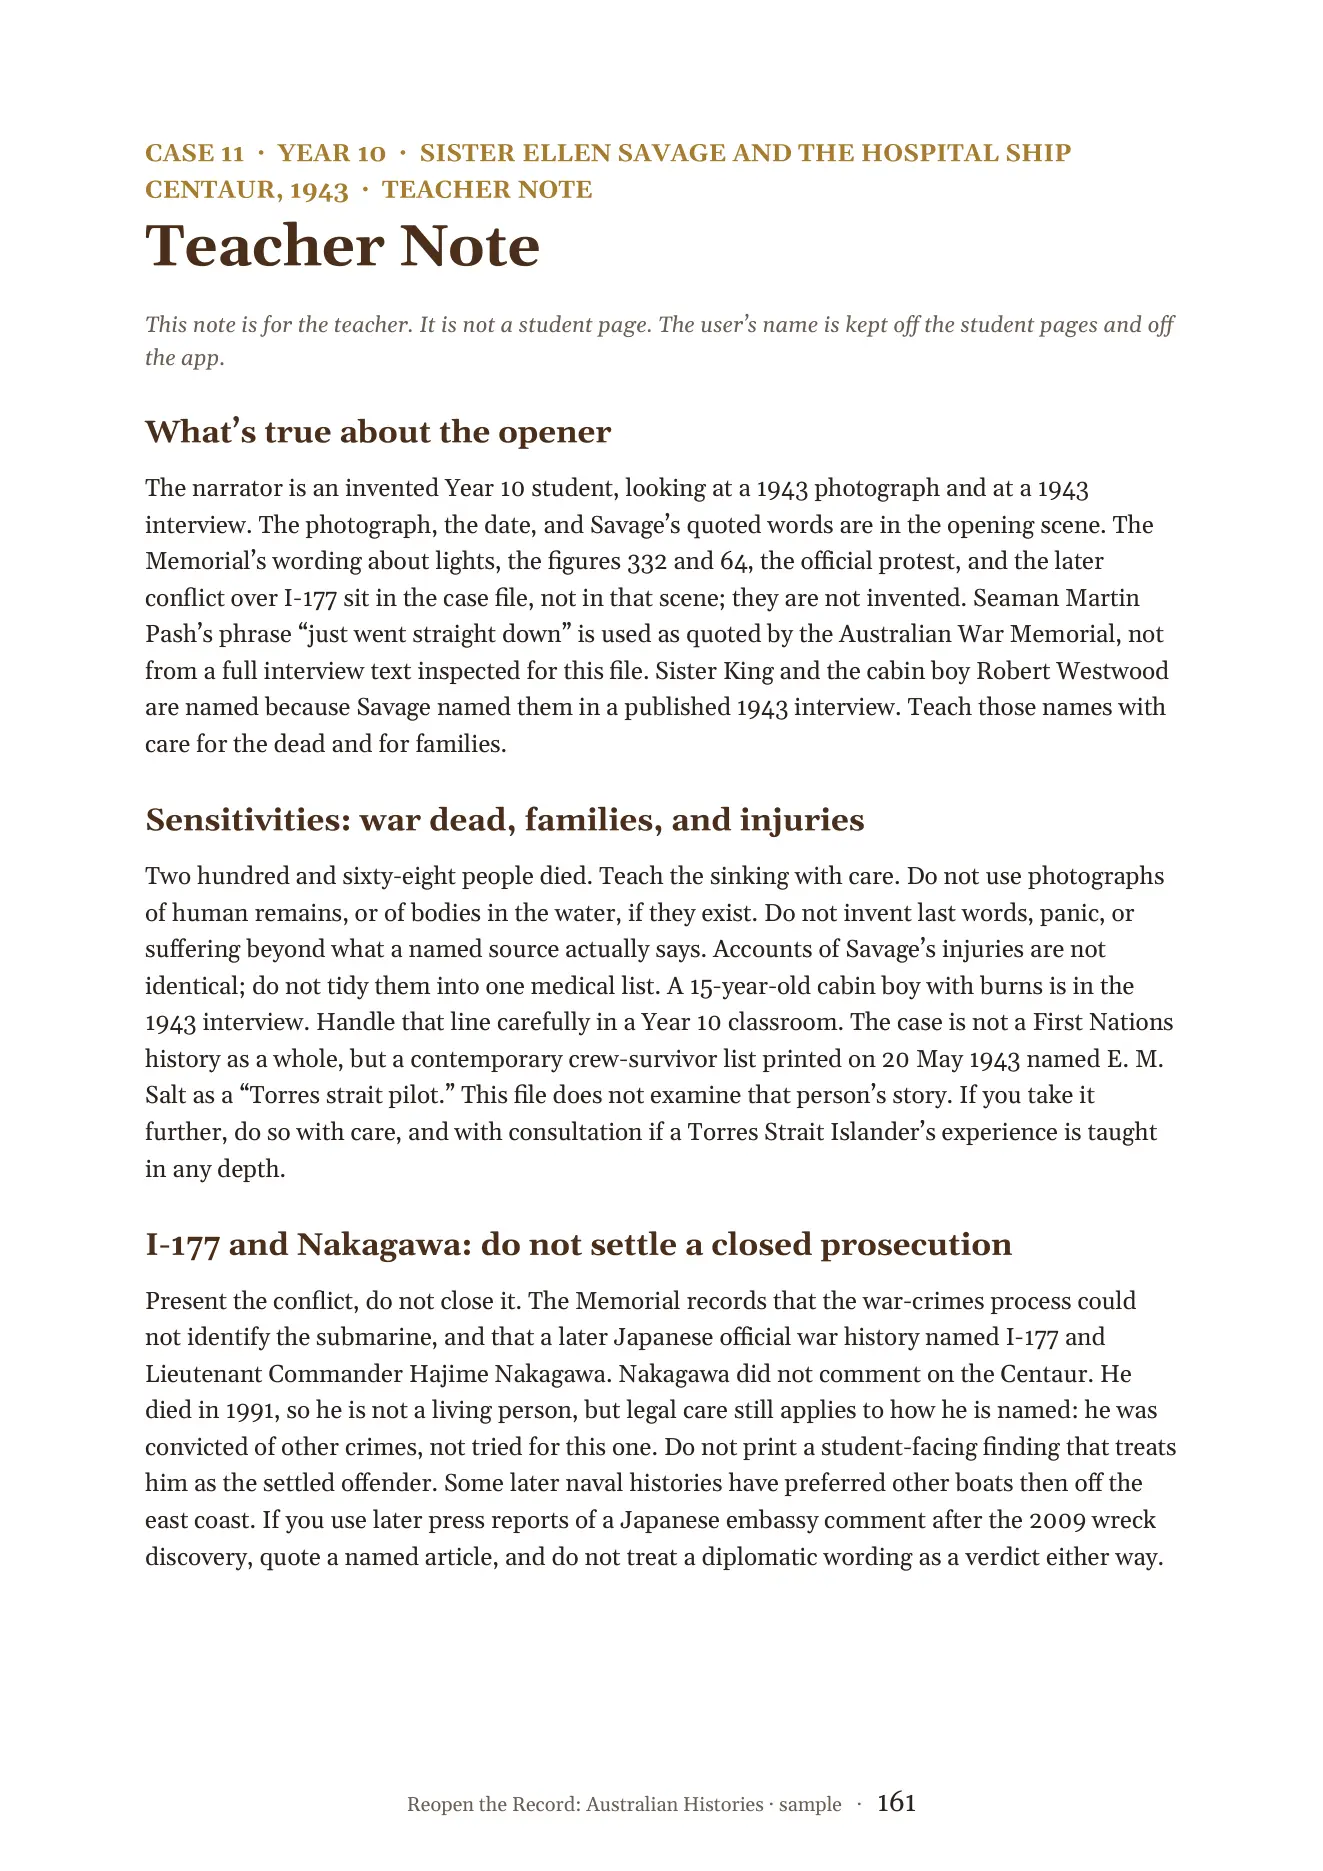 CASE 11 · YEAR 10 · SISTER ELLEN SAVAGE AND THE HOSPITAL SHIP
CENTAUR, 1943 · TEACHER NOTE
Teacher Note
This note is for the teacher. It is not a student page. The user’s name is kept off the student pages and off
the app.
What’s true about the opener
The narrator is an invented Year 10 student, looking at a 1943 photograph and at a 1943
interview. The photograph, the date, and Savage’s quoted words are in the opening scene. The
Memorial’s wording about lights, the figures 332 and 64, the official protest, and the later
conflict over I-177 sit in the case file, not in that scene; they are not invented. Seaman Martin
Pash’s phrase “just went straight down” is used as quoted by the Australian War Memorial, not
from a full interview text inspected for this file. Sister King and the cabin boy Robert Westwood
are named because Savage named them in a published 1943 interview. Teach those names with
care for the dead and for families.
Sensitivities: war dead, families, and injuries
Two hundred and sixty-eight people died. Teach the sinking with care. Do not use photographs
of human remains, or of bodies in the water, if they exist. Do not invent last words, panic, or
suffering beyond what a named source actually says. Accounts of Savage’s injuries are not
identical; do not tidy them into one medical list. A 15-year-old cabin boy with burns is in the
1943 interview. Handle that line carefully in a Year 10 classroom. The case is not a First Nations
history as a whole, but a contemporary crew-survivor list printed on 20 May 1943 named E. M.
Salt as a “Torres strait pilot.” This file does not examine that person’s story. If you take it
further, do so with care, and with consultation if a Torres Strait Islander’s experience is taught
in any depth.
I-177 and Nakagawa: do not settle a closed prosecution
Present the conflict, do not close it. The Memorial records that the war-crimes process could
not identify the submarine, and that a later Japanese official war history named I-177 and
Lieutenant Commander Hajime Nakagawa. Nakagawa did not comment on the Centaur. He
died in 1991, so he is not a living person, but legal care still applies to how he is named: he was
convicted of other crimes, not tried for this one. Do not print a student-facing finding that treats
him as the settled offender. Some later naval histories have preferred other boats then off the
east coast. If you use later press reports of a Japanese embassy comment after the 2009 wreck
discovery, quote a named article, and do not treat a diplomatic wording as a verdict either way.
Reopen the Record: Australian Histories · sample · 161